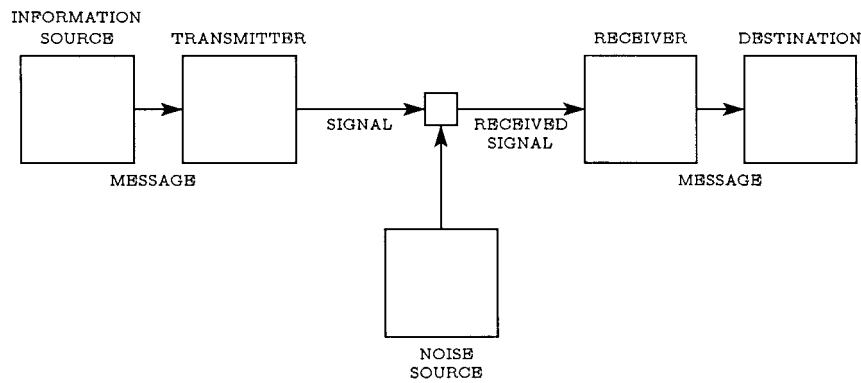 INFORMATION
SOURCE
TRANSMITTER
RECEIVER
DESTINATION
SIGNAL
RECEIVED
SIGNAL
MESSAGE
MESSAGE
NOISE
SOURCE